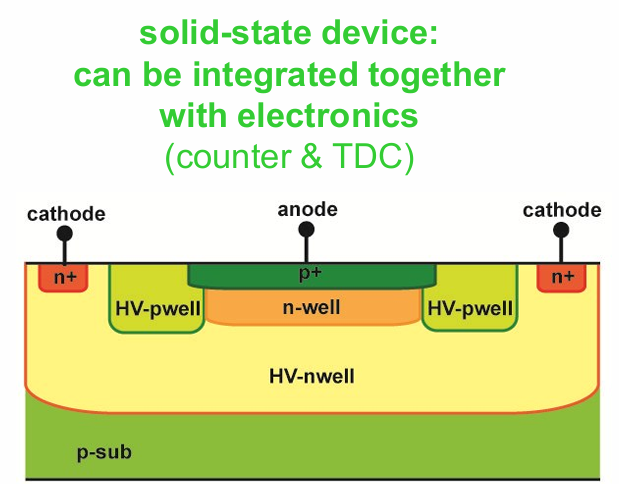 solid-state device:
can be integrated together
with electronics
(counter & TDC)
cathode
anode
cathode
n+
p+
n+
HV-pwell
n-well
HV-pwell
HV-nwell
p-sub